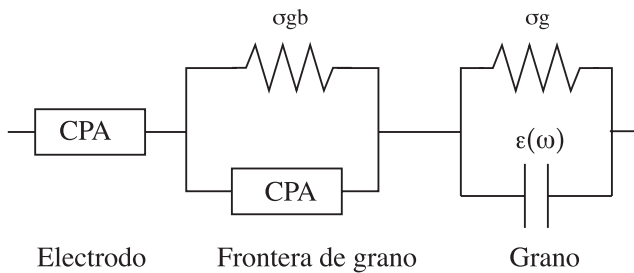 σgb
σg
CPA
ε(ω)
CPA
Electrodo
Frontera de grano
Grano